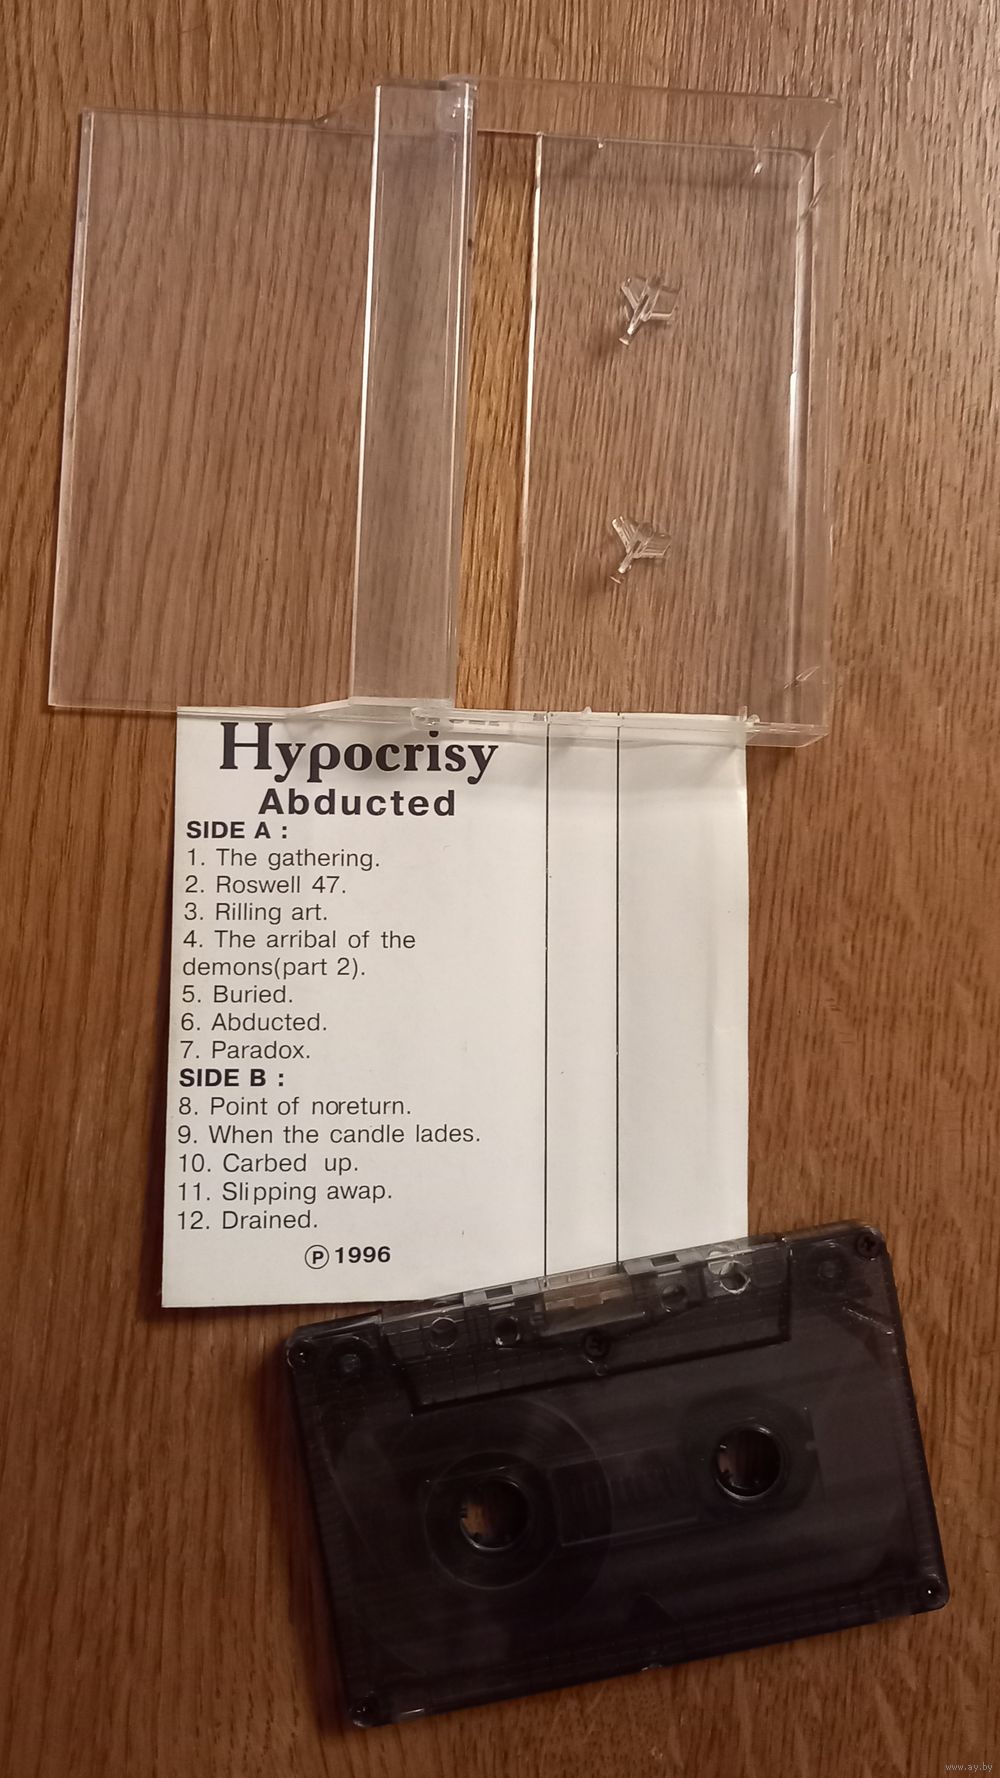 Hypocrisy
Abducted
SIDE A :
1. The gathering.
2. Roswell 47.
3. Rilling art.
4. The arribal of the
demons(part 2).
5. Buried.
6. Abducted.
7. Paradox.
SIDE B :
8. Point of noreturn.
9. When the candle lades.
10. Carbed up.
11. Slipping awap.
12. Drained.
Ⓟ 1996
www.ay.by